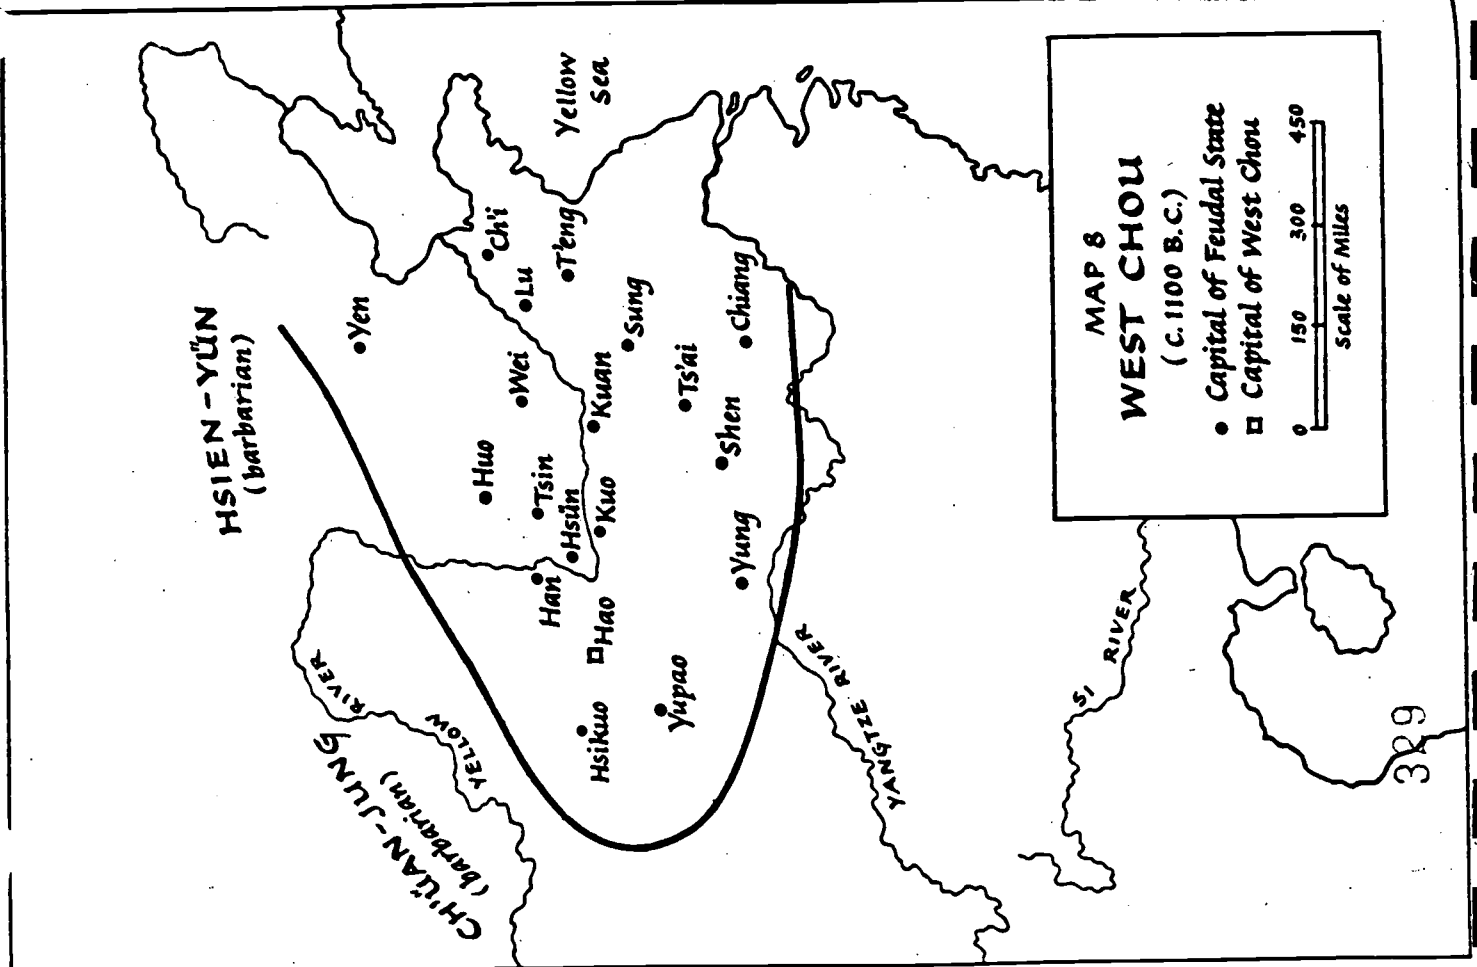 MAP 8
WEST CHOU
(C. 1100 B.C.)
● Capital of Feudal State
□ Capital of West Chou
0 150 300 450
Scale of Miles
HSIEN-YÜN
(barbarian)
CH'ÜAN-JUNG
(barbarian)
YELLOW RIVER
Yellow
Sea
Yen
Ch'i
Lu
T'eng
Wei
Huo
Tsin
Hsün
Han
Kuan
Kuo
Sung
Hao
Hsikuo
Yupao
Ts'ai
Shen
Chiang
Yung
YANGTZE RIVER
SI RIVER
329